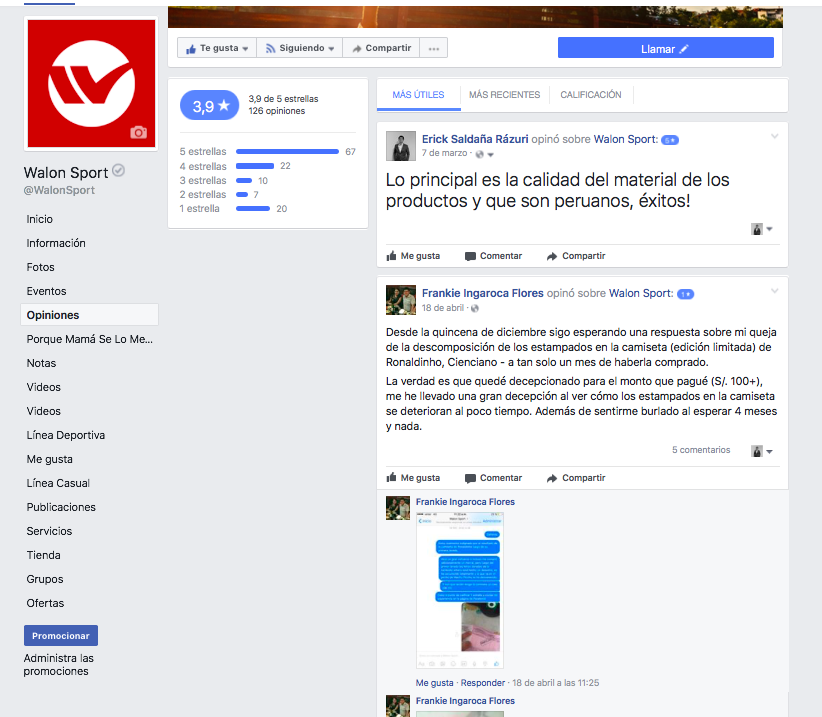 Te gusta
Siguiendo
Compartir
...
Llamar
3,9
3,9 de 5 estrellas
126 opiniones
5 estrellas 67
4 estrellas 22
3 estrellas 10
2 estrellas 7
1 estrella 20
Walon Sport
@WalonSport
Inicio
Información
Fotos
Eventos
Opiniones
Porque Mamá Se Lo Me...
Notas
Videos
Videos
Línea Deportiva
Me gusta
Línea Casual
Publicaciones
Servicios
Tienda
Grupos
Ofertas
Promocionar
Administra las
promociones
MÁS ÚTILES
MÁS RECIENTES
CALIFICACIÓN
Erick Saldaña Rázuri opinó sobre Walon Sport: 5★
7 de marzo ·
Lo principal es la calidad del material de los
productos y que son peruanos, éxitos!
Me gusta Comentar Compartir
Frankie Ingaroca Flores opinó sobre Walon Sport: 1★
18 de abril ·
Desde la quincena de diciembre sigo esperando una respuesta sobre mi queja
de la descomposición de los estampados en la camiseta (edición limitada) de
Ronaldinho, Cienciano - a tan solo un mes de haberla comprado.
La verdad es que quedé decepcionado para el monto que pagué (S/. 100+),
me he llevado una gran decepción al ver cómo los estampados en la camiseta
se deterioran al poco tiempo. Además de sentirme burlado al esperar 4 meses
y nada.
5 comentarios
Me gusta Comentar Compartir
Frankie Ingaroca Flores
Me gusta · Responder · 18 de abril a las 11:25
Frankie Ingaroca Flores